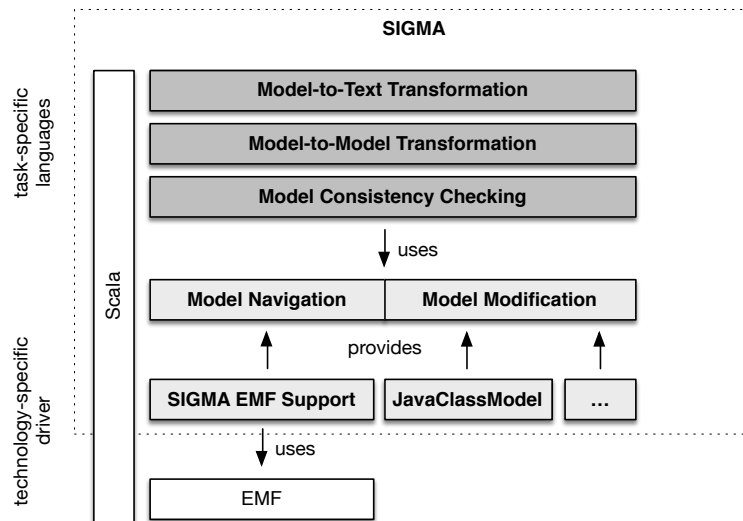 SIGMA
task-specific
languages
Model-to-Text Transformation
Model-to-Model Transformation
Model Consistency Checking
uses
Scala
Model Navigation
Model Modification
provides
technology-specific
driver
SIGMA EMF Support
JavaClassModel
...
uses
EMF